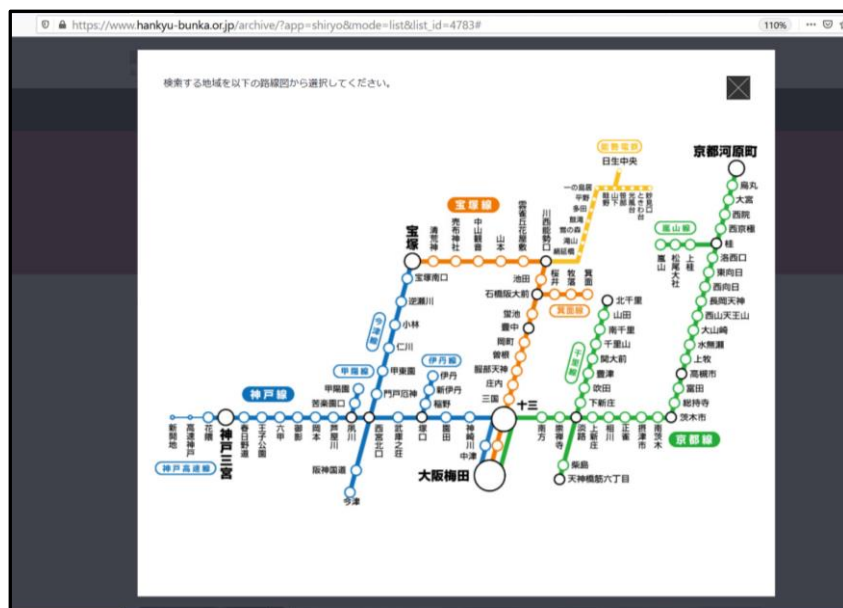 https://www.hankyu-bunka.or.jp/archive/?app=shiryo&mode=list&list_id=4783#
110%
検索する地域を以下の路線図から選択してください。
能勢電鉄
日生中央
京都河原町
一の鳥居
平野
多田
鼓滝
鶯の森
滝山
絹延橋
畦野
山下
笹部
光風台
ときわ台
妙見口
烏丸
大宮
西院
西京極
桂
嵐山線
嵐山
松尾大社
上桂
洛西口
東向日
西向日
長岡天神
西山天王山
大山崎
水無瀬
上牧
高槻市
富田
総持寺
茨木市
京都線
宝塚線
宝塚
清荒神
売布神社
中山観音
山本
雲雀丘花屋敷
川西能勢口
池田
石橋阪大前
桜井
牧落
箕面
箕面線
蛍池
豊中
岡町
曽根
服部天神
庄内
三国
十三
北千里
山田
南千里
千里山
関大前
豊津
吹田
下新庄
千里線
宝塚南口
逆瀬川
小林
仁川
甲東園
門戸厄神
今津線
甲陽線
甲陽園
苦楽園口
伊丹線
伊丹
新伊丹
稲野
神戸線
新開地
高速神戸
花隈
神戸三宮
春日野道
王子公園
六甲
御影
岡本
芦屋川
夙川
西宮北口
武庫之荘
塚口
園田
神崎川
中津
大阪梅田
南方
崇禅寺
淡路
上新庄
相川
正雀
摂津市
南茨木
柴島
天神橋筋六丁目
神戸高速線
阪神国道
今津